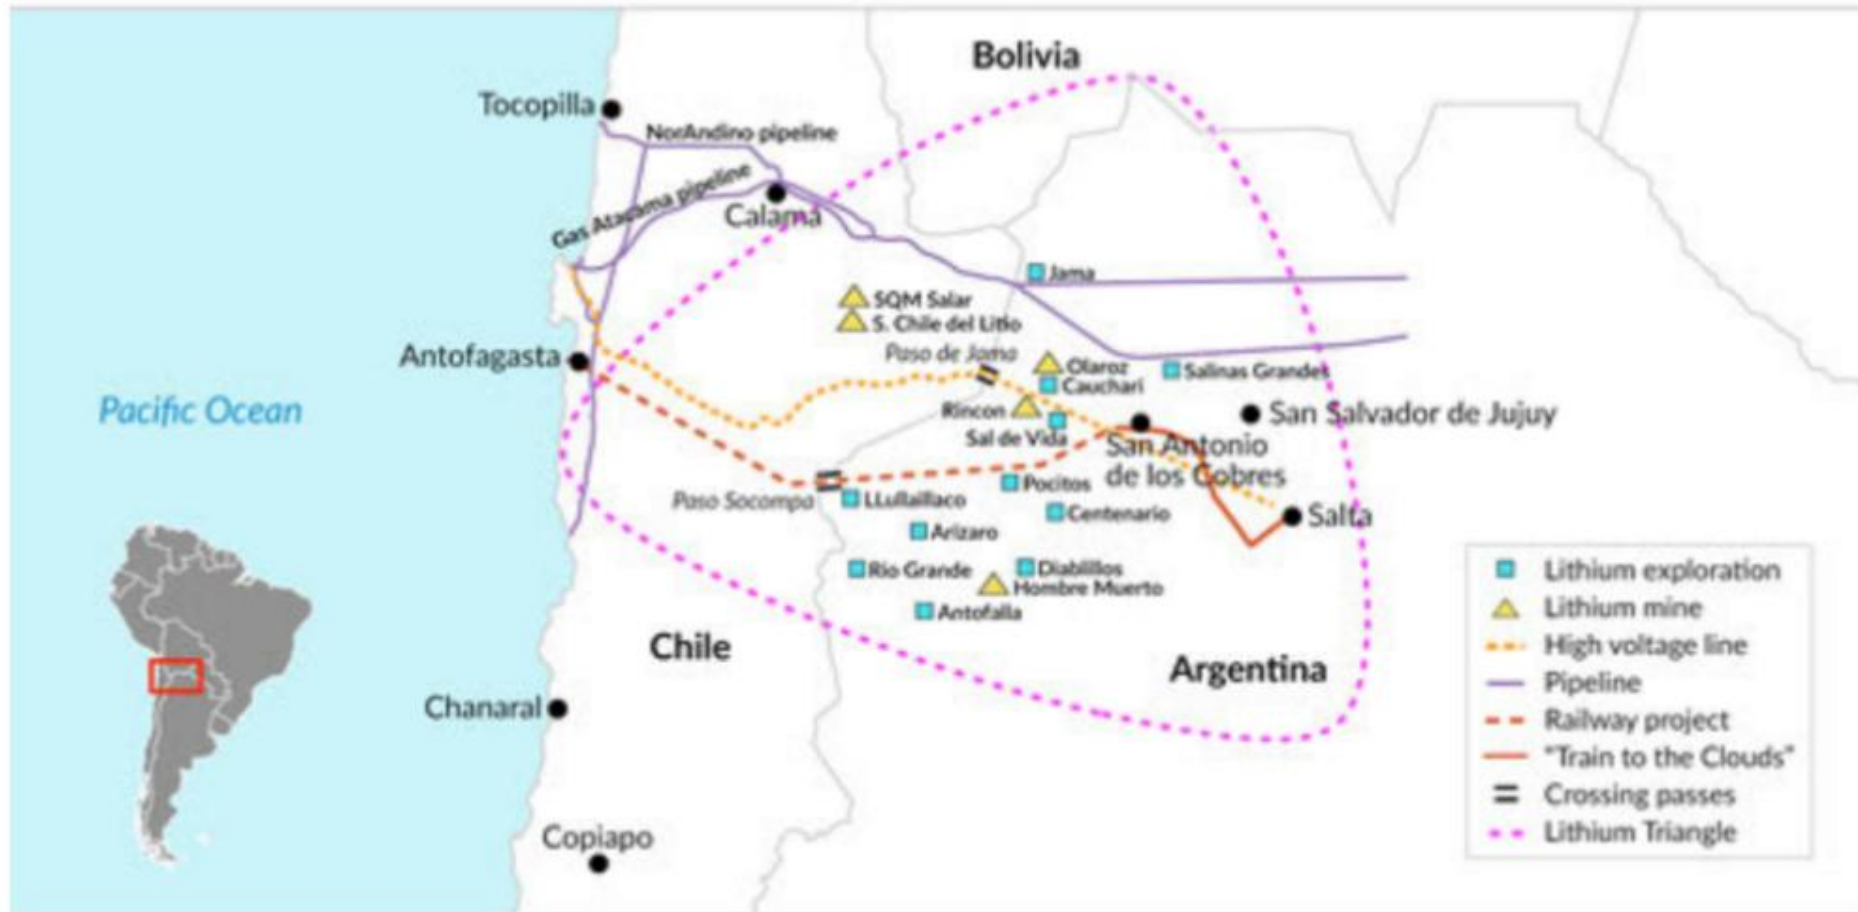 Bolivia
Tocopilla
NorAndino pipeline
Gas Atacama pipeline
Calama
Jama
SQM Salar
S. Chile del Litio
Paso de Jama
Antofagasta
Olaroz
Cauchari
Salinas Grandes
Pacific Ocean
Rincon
San Salvador de Jujuy
Sal de Vida
San Antonio
de los Cobres
Paso Socompa
LLullaillaco
Pocitos
Centenario
Salta
Arizaro
Rio Grande
Diablillos
Hombre Muerto
Antofalla
Chile
Argentina
Chanaral
Copiapo
Lithium exploration
Lithium mine
High voltage line
Pipeline
Railway project
"Train to the Clouds"
Crossing passes
Lithium Triangle